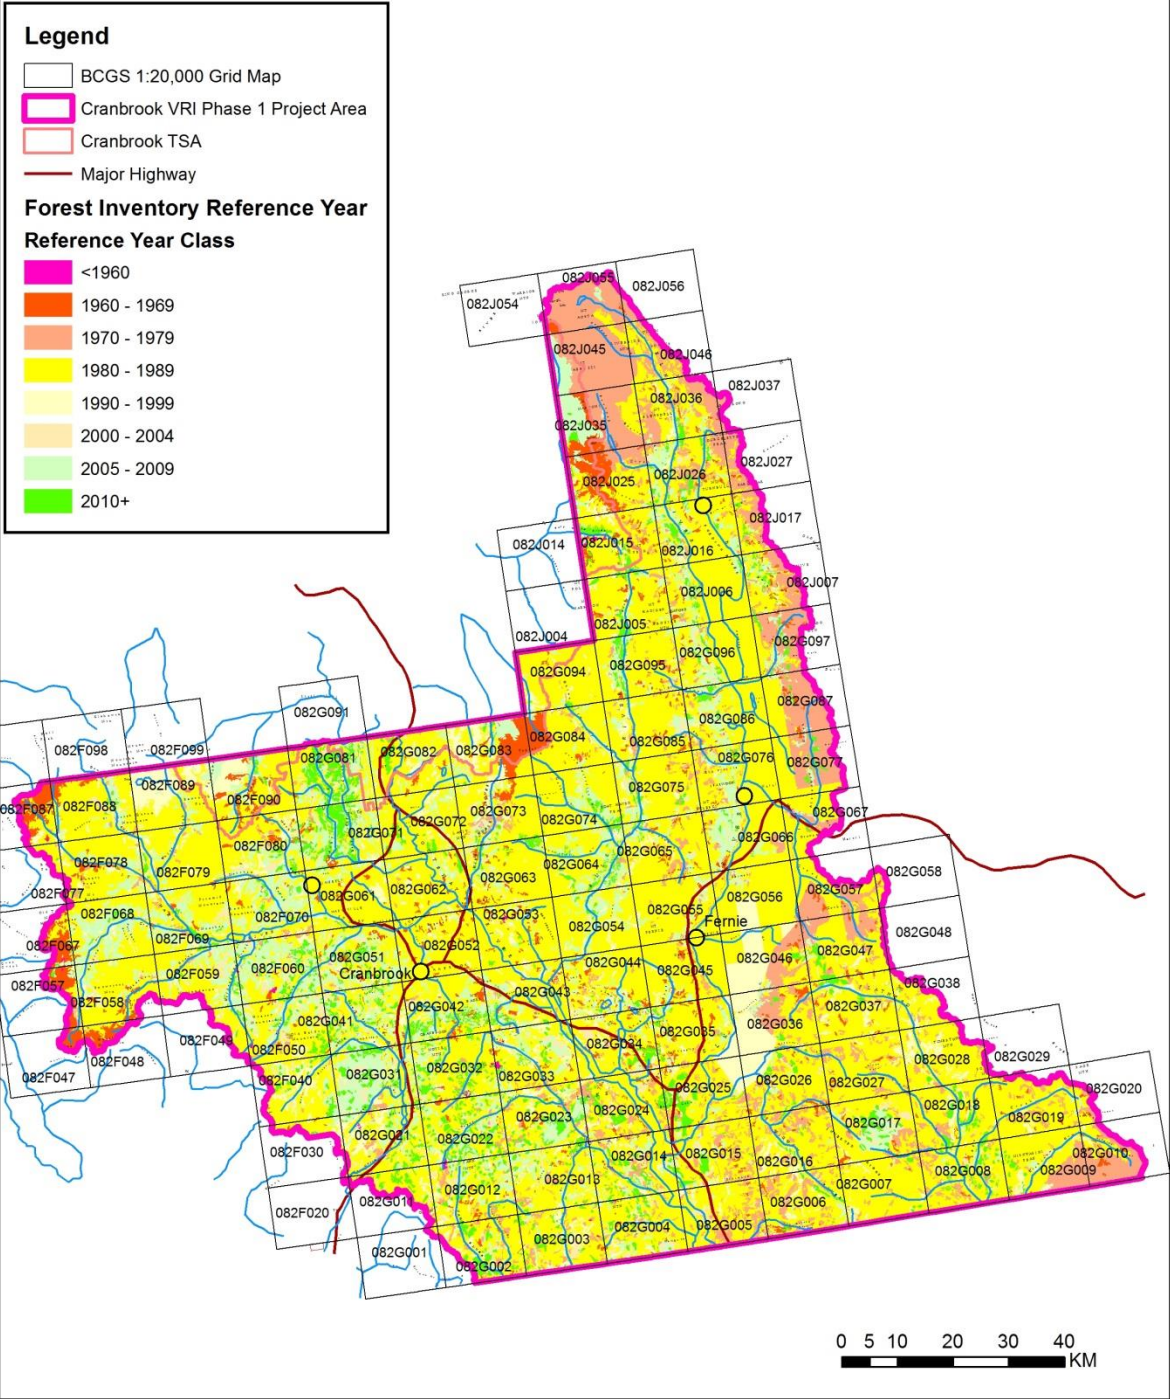 Legend
BCGS 1:20,000 Grid Map
Cranbrook VRI Phase 1 Project Area
Cranbrook TSA
Major Highway
Forest Inventory Reference Year
Reference Year Class
<1960
1960 - 1969
1970 - 1979
1980 - 1989
1990 - 1999
2000 - 2004
2005 - 2009
2010+
082J055
082J056
082J054
082J045
082J046
082J037
082J036
082J035
082J027
082J026
082J025
082J017
082J014
082J015
082J016
082J007
082J006
082J005
082J004
082G097
082G096
082G095
082G094
082G087
082G091
082G086
082G085
082G084
082G083
082G082
082G081
082F098
082F099
082G077
082G076
082G075
082F089
082F090
082F087
082F088
082G067
082G074
082G073
082G072
082G071
082G066
082F080
082G065
082G064
082F078
082F079
082G063
082G062
082G061
082G058
082G057
082G056
082F077
082F068
082F070
082G055
082G053
082G054
Fernie
082G048
082F067
082F069
082G052
082G051
082G047
082G046
082G045
082G044
082F057
082F058
082F059
082F060
Cranbrook
082G043
082G042
082G038
082G037
082G036
082G035
082G034
082G041
082F050
082F049
082F048
082F047
082F040
082G031
082G032
082G033
082G029
082G028
082G027
082G026
082G025
082G020
082G019
082G018
082G017
082G024
082G023
082G022
082G021
082F030
082G016
082G015
082G014
082G013
082G012
082G010
082G009
082G008
082G007
082G006
082G005
082G004
082G003
082G002
082G011
082F020
082G001
0 5 10 20 30 40
KM